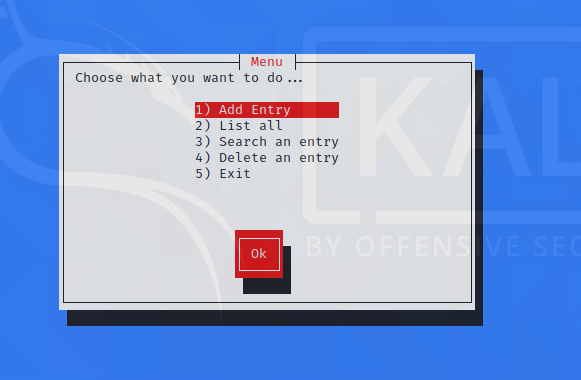 Menu
Choose what you want to do...
1) Add Entry
2) List all
3) Search an entry
4) Delete an entry
5) Exit
KAL
Ok
BY OFFENSIVE SEC